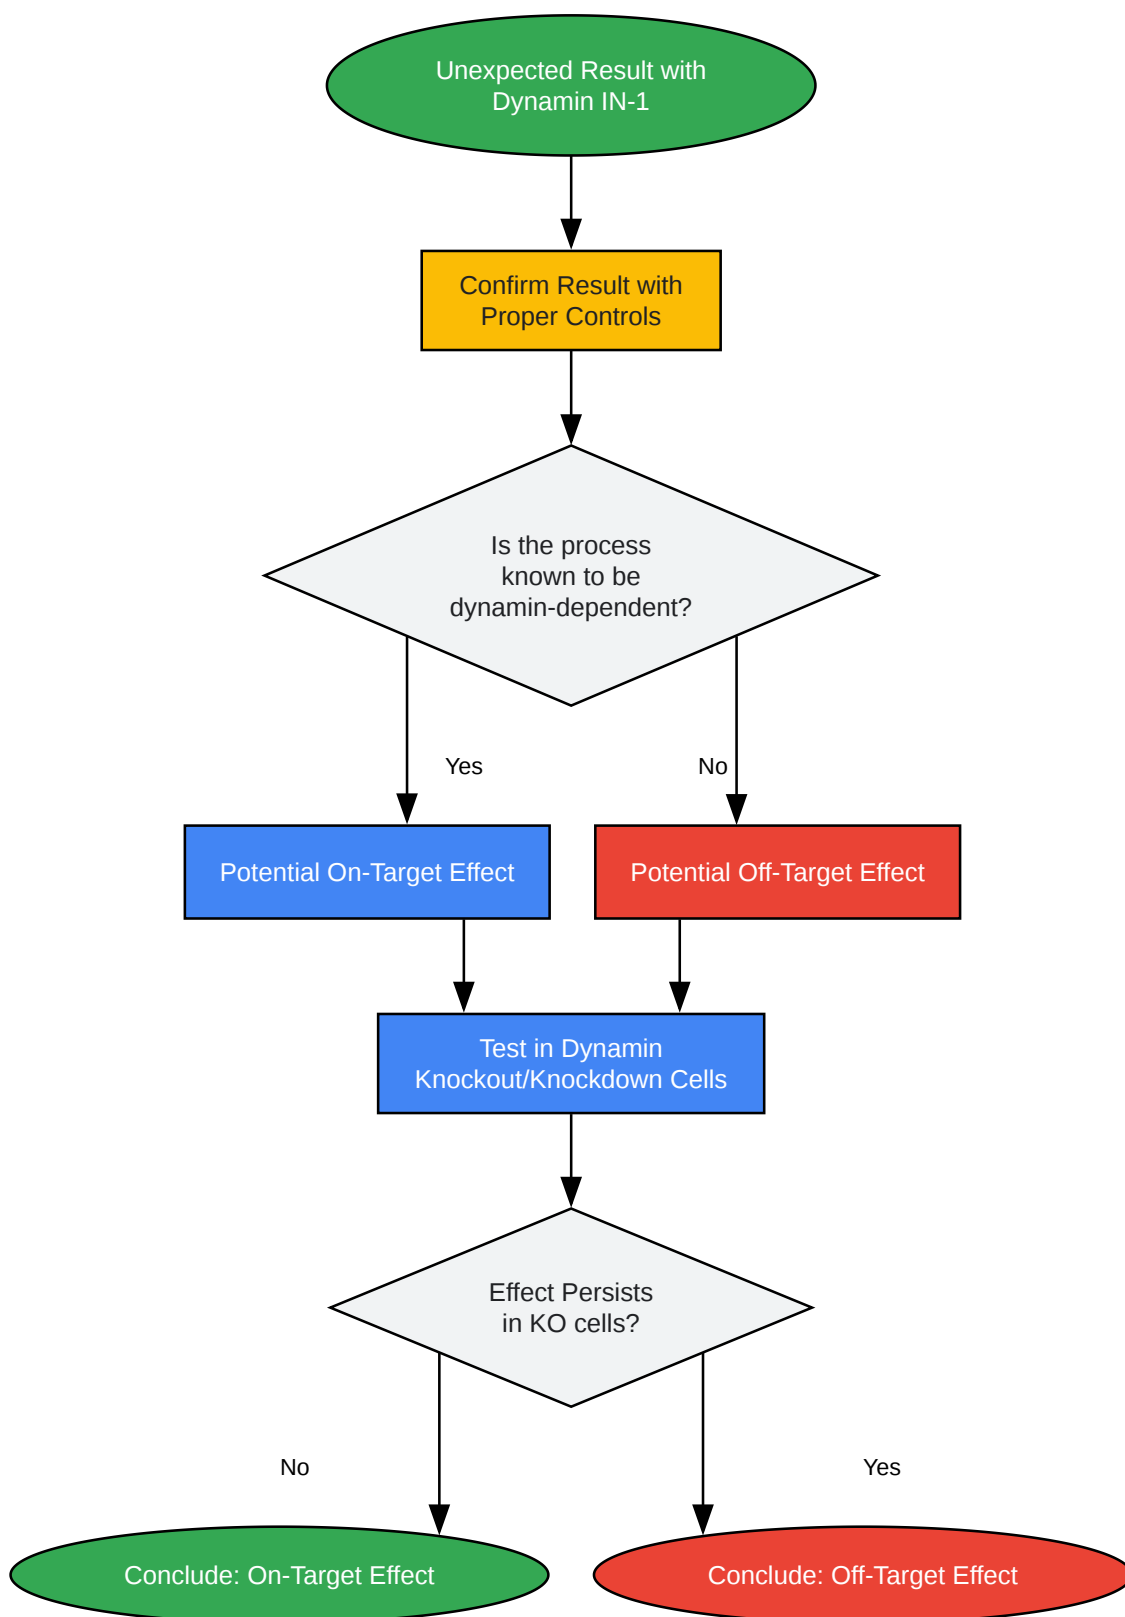 Unexpected Result with
Dynamin IN-1
Confirm Result with
Proper Controls
Is the process
known to be
dynamin-dependent?
Yes
No
Potential On-Target Effect
Potential Off-Target Effect
Test in Dynamin
Knockout/Knockdown Cells
Effect Persists
in KO cells?
No
Yes
Conclude: On-Target Effect
Conclude: Off-Target Effect